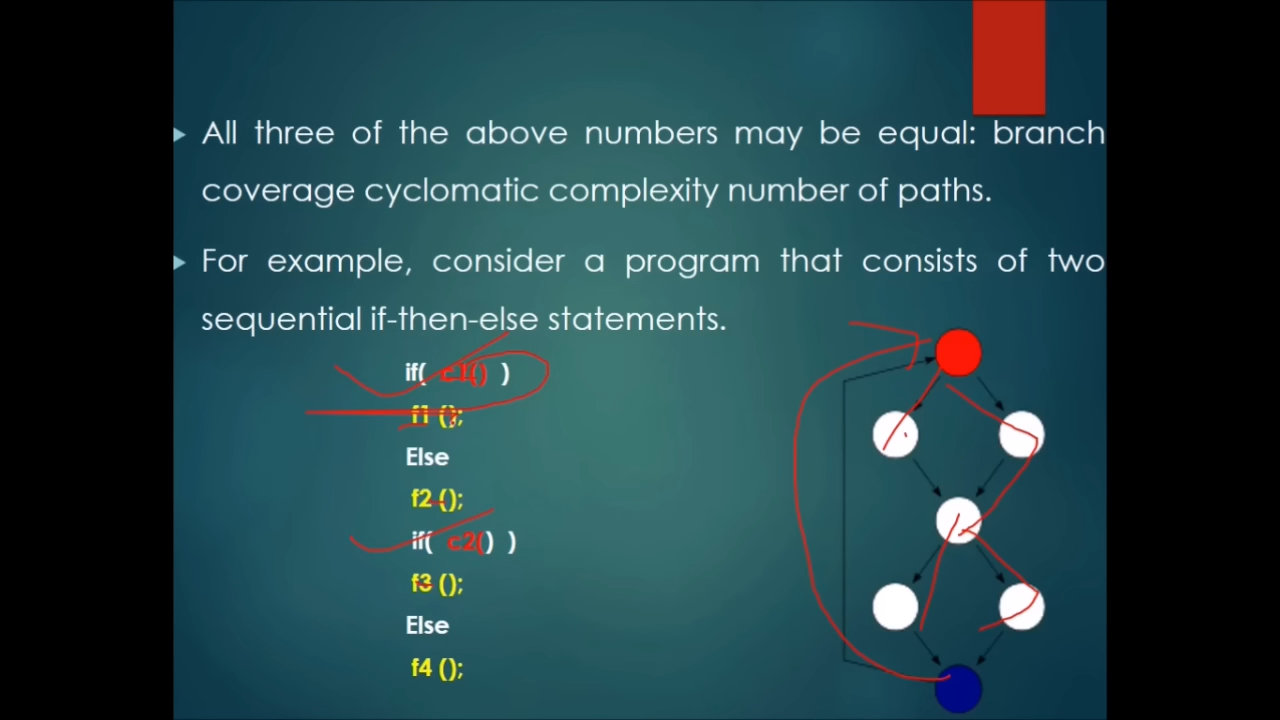 All three of the above numbers may be equal: branch
coverage cyclomatic complexity number of paths.
For example, consider a program that consists of two
sequential if-then-else statements.
if( c1() )
f1 ();
Else
f2 ();
if( c2() )
f3 ();
Else
f4 ();